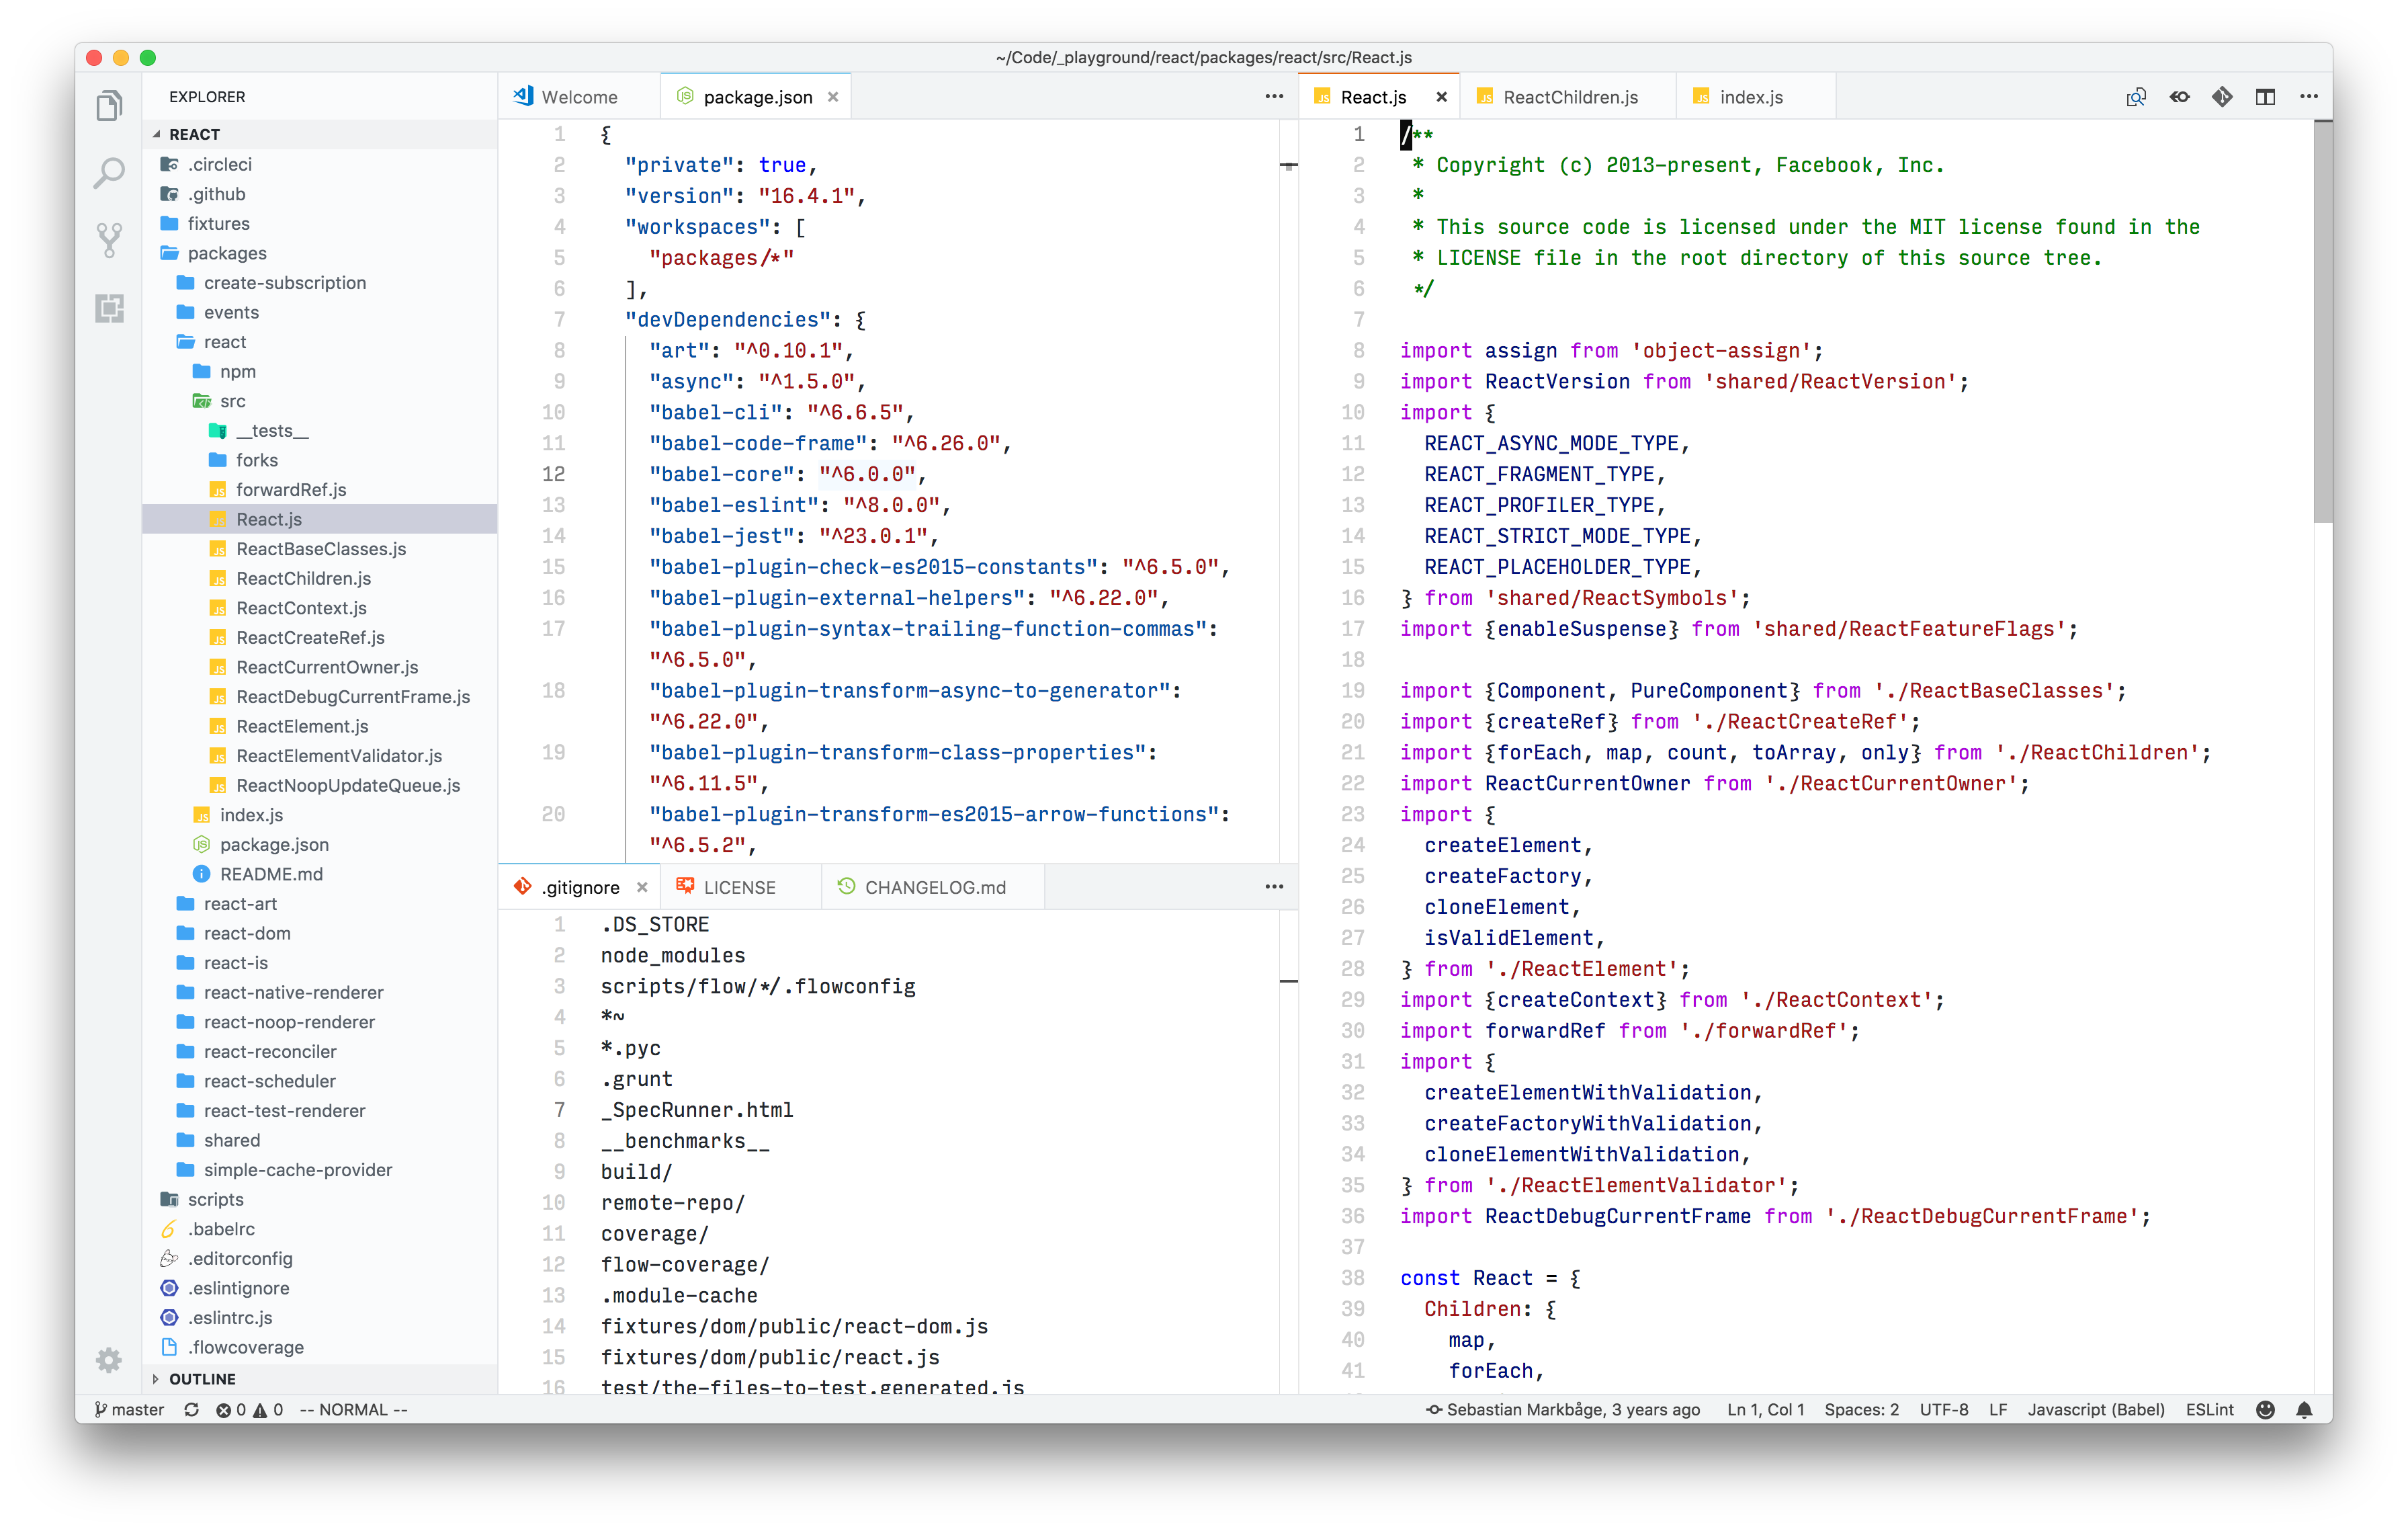 ~/Code/_playground/react/packages/react/src/React.js
EXPLORER
REACT
.circleci
.github
fixtures
packages
create-subscription
events
react
npm
src
__tests__
forks
forwardRef.js
React.js
ReactBaseClasses.js
ReactChildren.js
ReactContext.js
ReactCreateRef.js
ReactCurrentOwner.js
ReactDebugCurrentFrame.js
ReactElement.js
ReactElementValidator.js
ReactNoopUpdateQueue.js
index.js
package.json
README.md
react-art
react-dom
react-is
react-native-renderer
react-noop-renderer
react-reconciler
react-scheduler
react-test-renderer
shared
simple-cache-provider
scripts
.babelrc
.editorconfig
.eslintignore
.eslintrc.js
.flowcoverage
OUTLINE
Welcome package.json
1 {
2 "private": true,
3 "version": "16.4.1",
4 "workspaces": [
5 "packages/*"
6 ],
7 "devDependencies": {
8 "art": "^0.10.1",
9 "async": "^1.5.0",
10 "babel-cli": "^6.6.5",
11 "babel-code-frame": "^6.26.0",
12 "babel-core": "^6.0.0",
13 "babel-eslint": "^8.0.0",
14 "babel-jest": "^23.0.1",
15 "babel-plugin-check-es2015-constants": "^6.5.0",
16 "babel-plugin-external-helpers": "^6.22.0",
17 "babel-plugin-syntax-trailing-function-commas":
"^6.5.0",
18 "babel-plugin-transform-async-to-generator":
"^6.22.0",
19 "babel-plugin-transform-class-properties":
"^6.11.5",
20 "babel-plugin-transform-es2015-arrow-functions":
"^6.5.2",
.gitignore LICENSE CHANGELOG.md
1 .DS_STORE
2 node_modules
3 scripts/flow/*/.flowconfig
4 *~
5 *.pyc
6 .grunt
7 _SpecRunner.html
8 __benchmarks__
9 build/
10 remote-repo/
11 coverage/
12 flow-coverage/
13 .module-cache
14 fixtures/dom/public/react-dom.js
15 fixtures/dom/public/react.js
16 test/the-files-to-test.generated.js
React.js ReactChildren.js index.js
1 /**
2 * Copyright (c) 2013-present, Facebook, Inc.
3 *
4 * This source code is licensed under the MIT license found in the
5 * LICENSE file in the root directory of this source tree.
6 */
7
8 import assign from 'object-assign';
9 import ReactVersion from 'shared/ReactVersion';
10 import {
11 REACT_ASYNC_MODE_TYPE,
12 REACT_FRAGMENT_TYPE,
13 REACT_PROFILER_TYPE,
14 REACT_STRICT_MODE_TYPE,
15 REACT_PLACEHOLDER_TYPE,
16 } from 'shared/ReactSymbols';
17 import {enableSuspense} from 'shared/ReactFeatureFlags';
18
19 import {Component, PureComponent} from './ReactBaseClasses';
20 import {createRef} from './ReactCreateRef';
21 import {forEach, map, count, toArray, only} from './ReactChildren';
22 import ReactCurrentOwner from './ReactCurrentOwner';
23 import {
24 createElement,
25 createFactory,
26 cloneElement,
27 isValidElement,
28 } from './ReactElement';
29 import {createContext} from './ReactContext';
30 import forwardRef from './forwardRef';
31 import {
32 createElementWithValidation,
33 createFactoryWithValidation,
34 cloneElementWithValidation,
35 } from './ReactElementValidator';
36 import ReactDebugCurrentFrame from './ReactDebugCurrentFrame';
37
38 const React = {
39 Children: {
40 map,
41 forEach,
master 0 0 -- NORMAL -- Sebastian Markbåge, 3 years ago Ln 1, Col 1 Spaces: 2 UTF-8 LF Javascript (Babel) ESLint